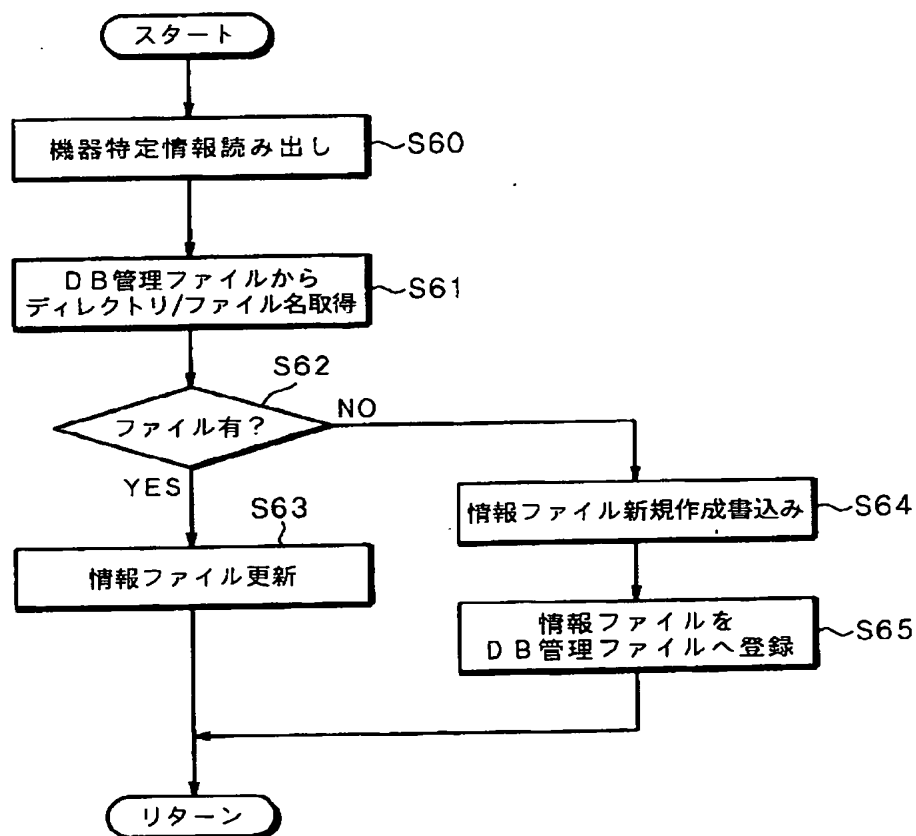 スタート
機器特定情報読み出し
S60
DB管理ファイルから
ディレクトリ/ファイル名取得
S61
S62
ファイル有?
NO
YES
S63
情報ファイル更新
情報ファイル新規作成書込み
S64
情報ファイルを
DB管理ファイルへ登録
S65
リターン